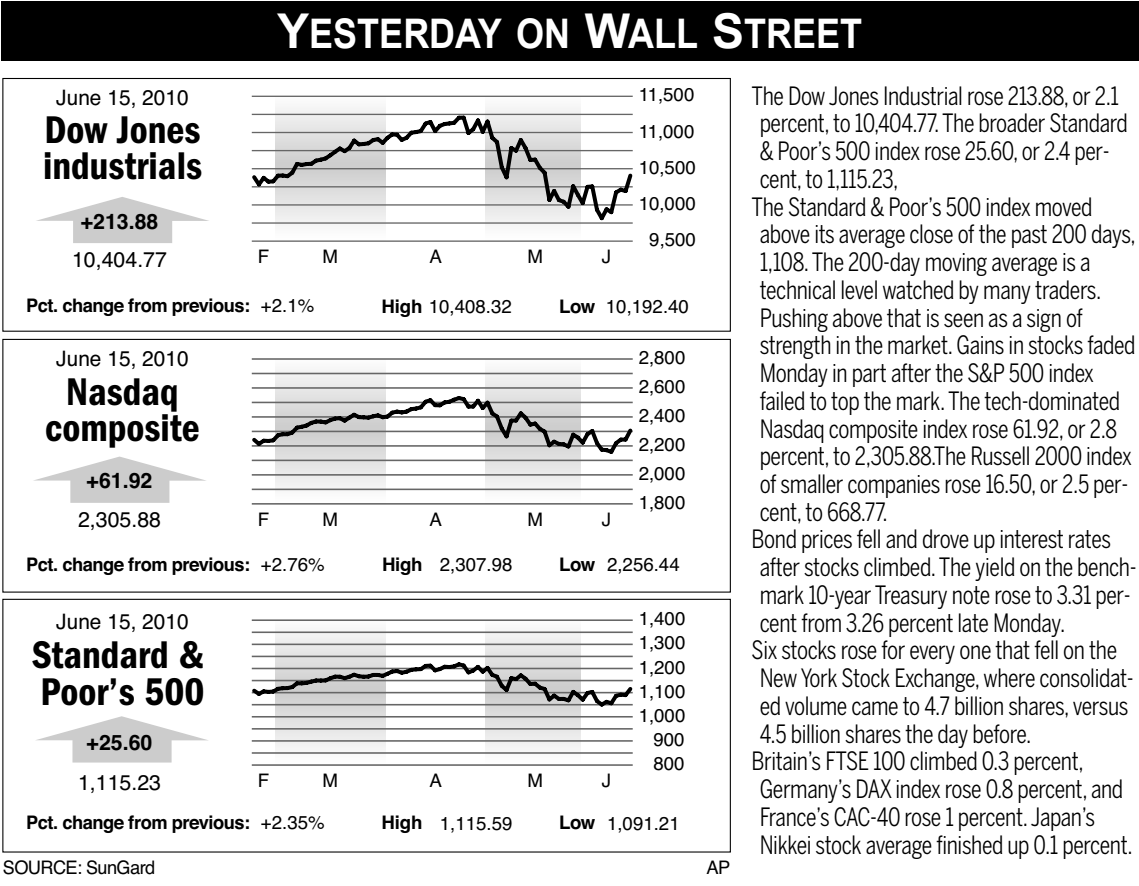 YESTERDAY ON WALL STREET
June 15, 2010
Dow Jones
industrials
+213.88
10,404.77
11,500
11,000
10,500
10,000
9,500
F M A M J
Pct. change from previous: +2.1% High 10,408.32 Low 10,192.40
June 15, 2010
Nasdaq
composite
+61.92
2,305.88
2,800
2,600
2,400
2,200
2,000
1,800
F M A M J
Pct. change from previous: +2.76% High 2,307.98 Low 2,256.44
June 15, 2010
Standard &
Poor's 500
+25.60
1,115.23
1,400
1,300
1,200
1,100
1,000
900
800
F M A M J
Pct. change from previous: +2.35% High 1,115.59 Low 1,091.21
SOURCE: SunGard AP
The Dow Jones Industrial rose 213.88, or 2.1
percent, to 10,404.77. The broader Standard
& Poor's 500 index rose 25.60, or 2.4 per-
cent, to 1,115.23,
The Standard & Poor's 500 index moved
above its average close of the past 200 days,
1,108. The 200-day moving average is a
technical level watched by many traders.
Pushing above that is seen as a sign of
strength in the market. Gains in stocks faded
Monday in part after the S&P 500 index
failed to top the mark. The tech-dominated
Nasdaq composite index rose 61.92, or 2.8
percent, to 2,305.88.The Russell 2000 index
of smaller companies rose 16.50, or 2.5 per-
cent, to 668.77.
Bond prices fell and drove up interest rates
after stocks climbed. The yield on the bench-
mark 10-year Treasury note rose to 3.31 per-
cent from 3.26 percent late Monday.
Six stocks rose for every one that fell on the
New York Stock Exchange, where consolidat-
ed volume came to 4.7 billion shares, versus
4.5 billion shares the day before.
Britain's FTSE 100 climbed 0.3 percent,
Germany's DAX index rose 0.8 percent, and
France's CAC-40 rose 1 percent. Japan's
Nikkei stock average finished up 0.1 percent.